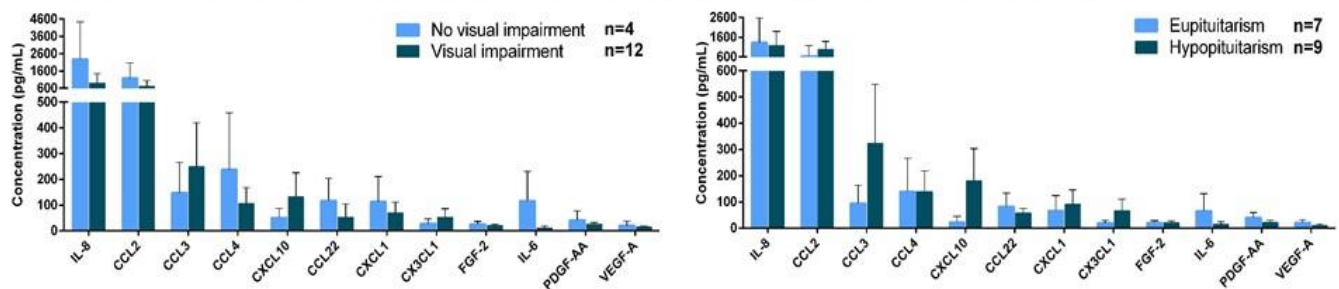 Concentration (pg/mL)
4600
3600
2600
1600
600
500
400
300
200
100
0
No visual impairment n=4
Visual impairment n=12
IL-8
CCL2
CCL3
CCL4
CXCL10
CCL22
CXCL1
CX3CL1
FGF-2
IL-6
PDGF-AA
VEGF-A
Concentration (pg/mL)
2600
1600
600
600
500
400
300
200
100
0
Eupituitarism n=7
Hypopituitarism n=9
IL-8
CCL2
CCL3
CCL4
CXCL10
CCL22
CXCL1
CX3CL1
FGF-2
IL-6
PDGF-AA
VEGF-A